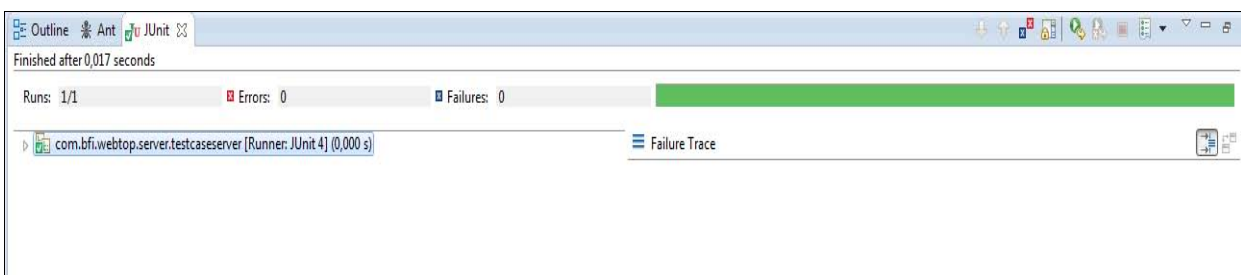 Outline Ant JUnit
Finished after 0,017 seconds
Runs: 1/1 Errors: 0 Failures: 0
com.bfi.webtop.server.testcaseserver [Runner: JUnit 4] (0,000 s)
Failure Trace